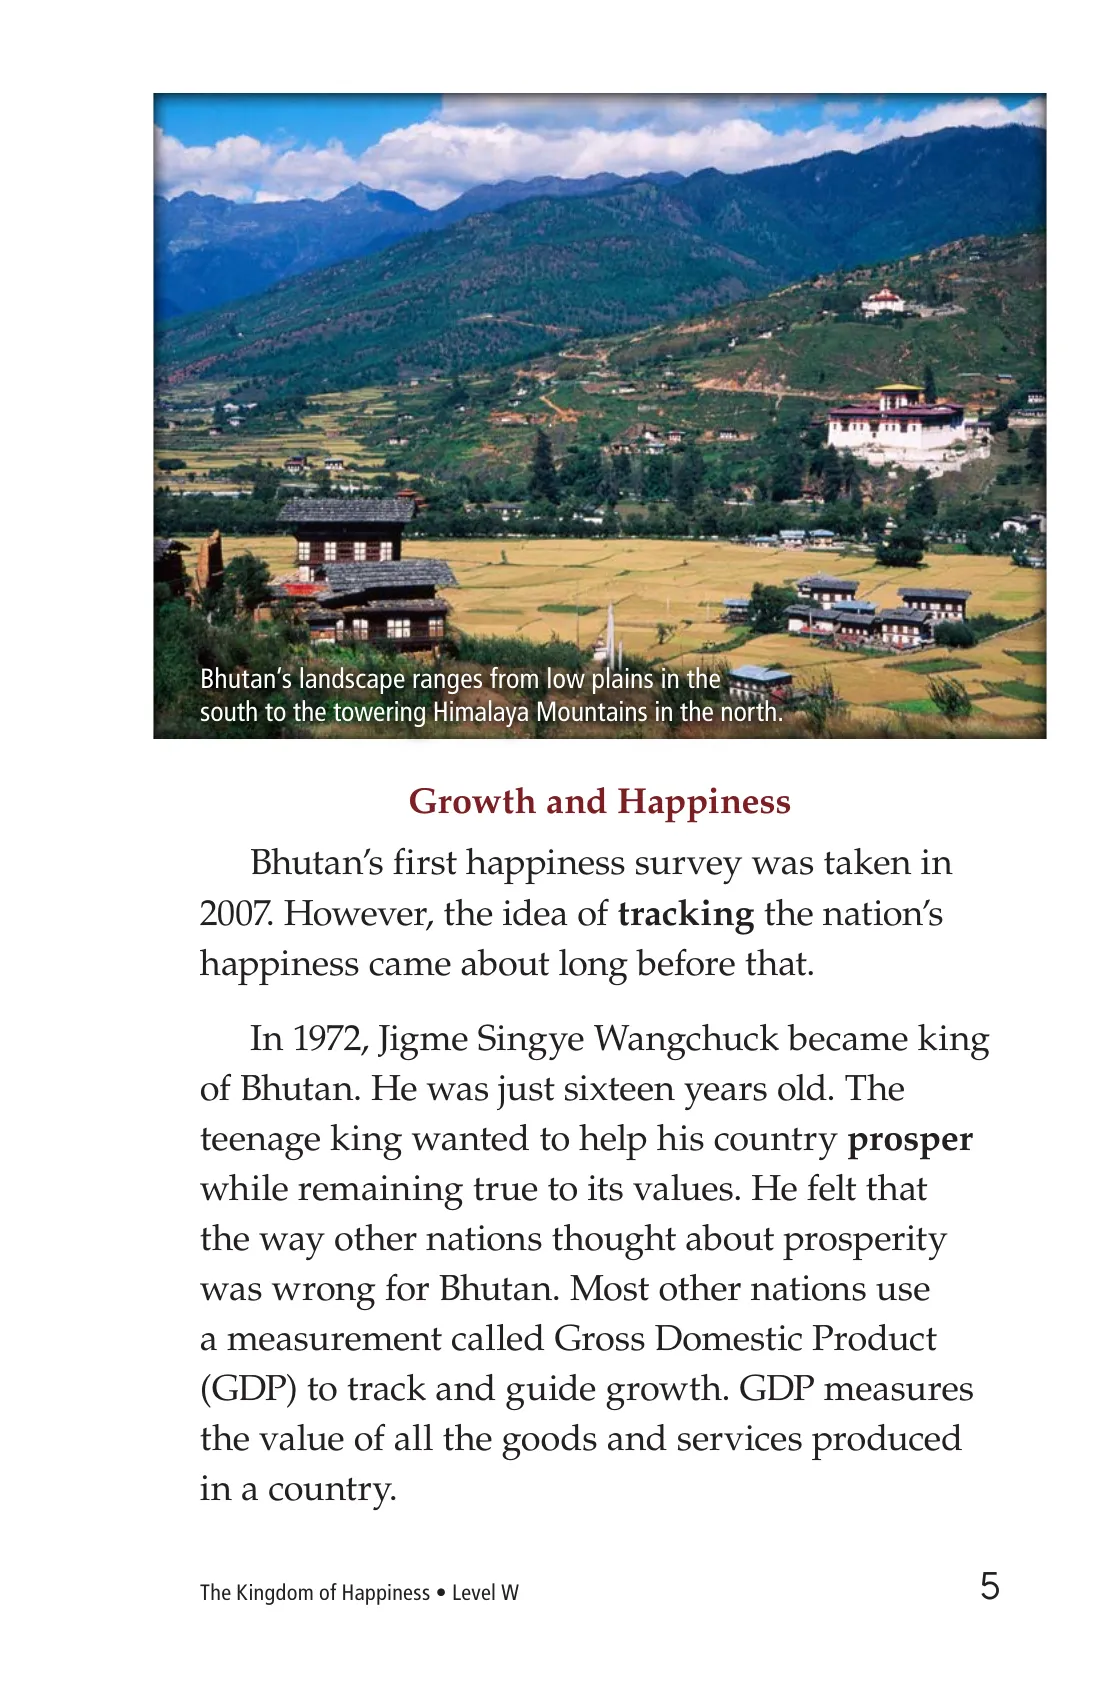 Bhutan’s landscape ranges from low plains in the
south to the towering Himalaya Mountains in the north.
Growth and Happiness
Bhutan’s first happiness survey was taken in
2007. However, the idea of tracking the nation’s
happiness came about long before that.
In 1972, Jigme Singye Wangchuck became king
of Bhutan. He was just sixteen years old. The
teenage king wanted to help his country prosper
while remaining true to its values. He felt that
the way other nations thought about prosperity
was wrong for Bhutan. Most other nations use
a measurement called Gross Domestic Product
(GDP) to track and guide growth. GDP measures
the value of all the goods and services produced
in a country.
The Kingdom of Happiness • Level W
5